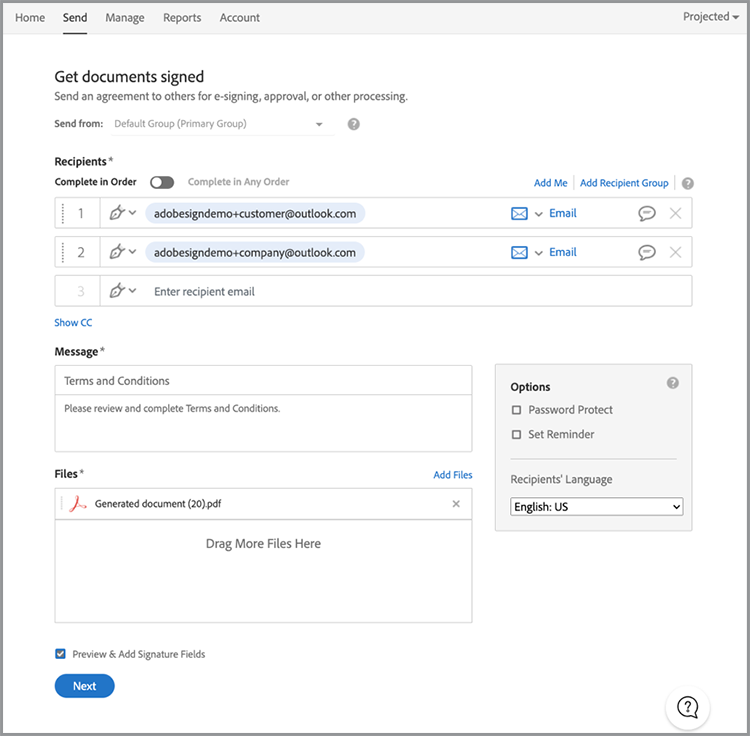 Home Send Manage Reports Account Projected
Get documents signed
Send an agreement to others for e-signing, approval, or other processing.
Send from: Default Group (Primary Group) ?
Recipients*
Complete in Order Complete in Any Order Add Me Add Recipient Group ?
1 adobesigndemo+customer@outlook.com Email
2 adobesigndemo+company@outlook.com Email
3 Enter recipient email
Show CC
Message*
Terms and Conditions
Please review and complete Terms and Conditions.
Options ?
Password Protect
Set Reminder
Recipients' Language
English: US
Files* Add Files
Generated document (20).pdf
Drag More Files Here
Preview & Add Signature Fields
Next
?